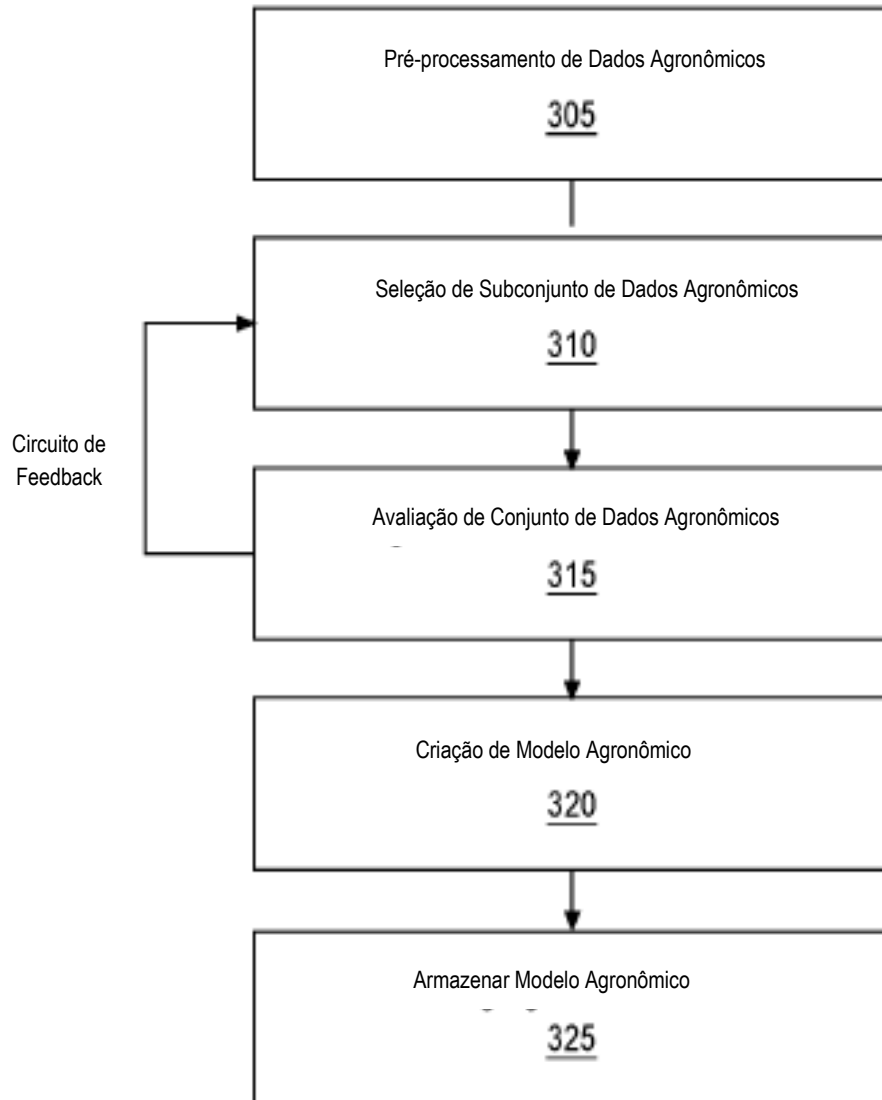 Pré-processamento de Dados Agronômicos
305
Seleção de Subconjunto de Dados Agronômicos
310
Circuito de
Feedback
Avaliação de Conjunto de Dados Agronômicos
315
Criação de Modelo Agronômico
320
Armazenar Modelo Agronômico
325